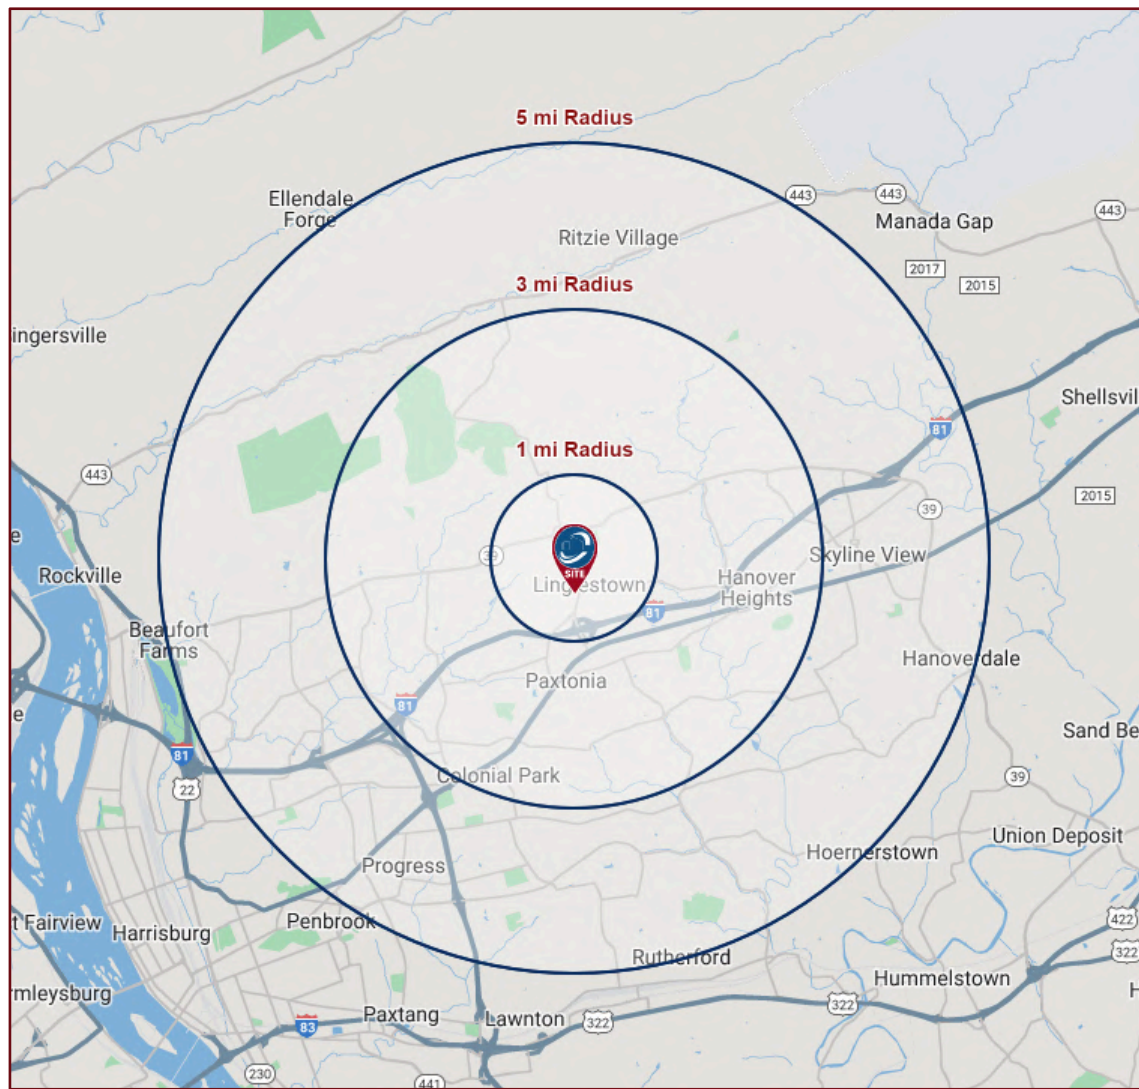 5 mi Radius
Ellendale
Forge
443
443
443
Manada Gap
Ritzie Village
2017
2015
3 mi Radius
ingersville
Shellsvil
81
1 mi Radius
443
2015
39
39
SITE
Skyline View
Rockville
Linglestown
Hanover
Heights
81
Beaufort
Farms
Hanoverdale
Paxtonia
81
e
Sand Be
81
Colonial Park
39
22
Union Deposit
Hoernerstown
Progress
t Fairview
Penbrook
Harrisburg
422
322
Rutherford
Hummelstown
rmleysburg
H
322
Paxtang
Lawnton
322
83
230
441